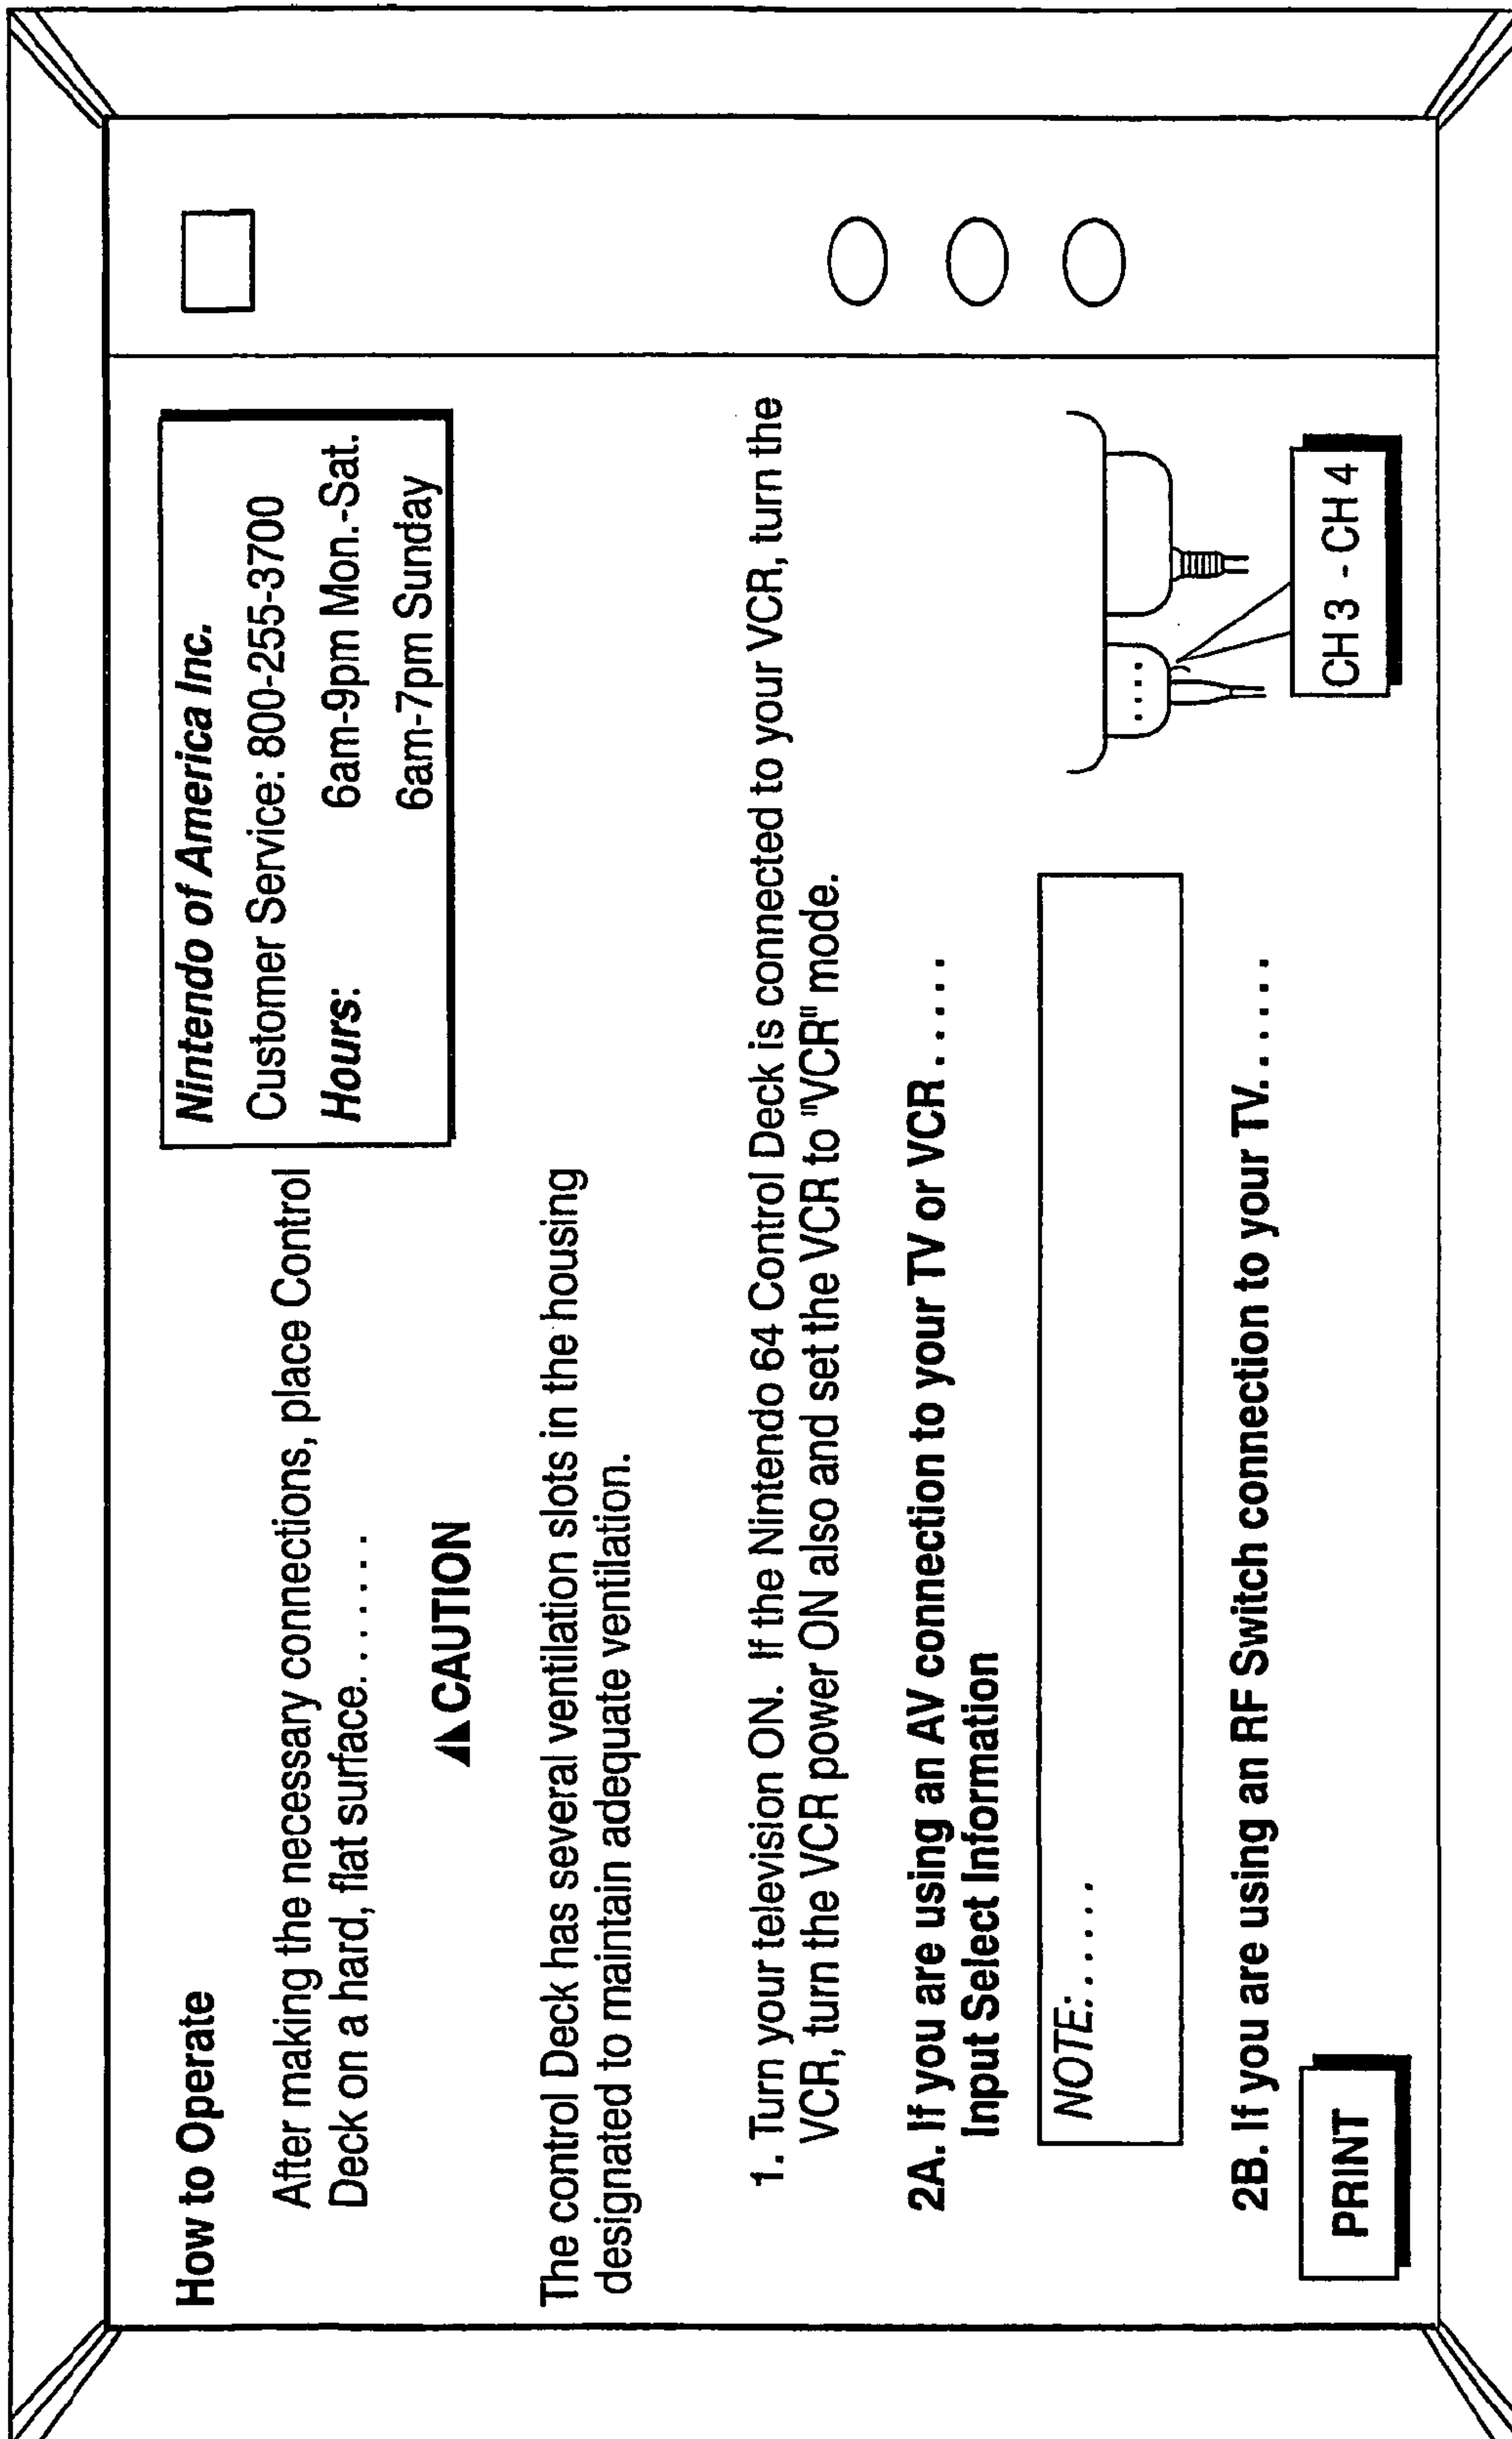 How to Operate
Nintendo of America Inc.
Customer Service: 800-255-3700
Hours: 6am-9pm Mon.-Sat.
6am-7pm Sunday
After making the necessary connections, place Control
Deck on a hard, flat surface.......
CAUTION
The control Deck has several ventilation slots in the housing
designated to maintain adequate ventilation.
1. Turn your television ON. If the Nintendo 64 Control Deck is connected to your VCR, turn the
VCR, turn the VCR power ON also and set the VCR to "VCR" mode.
2A. If you are using an AV connection to your TV or VCR......
Input Select Information
NOTE:......
2B. If you are using an RF Switch connection to your TV.......
CH 3 - CH 4
PRINT